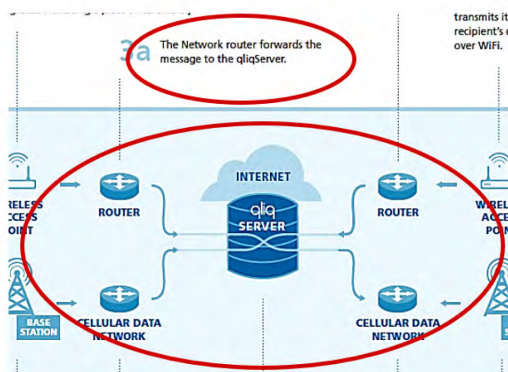 transmits it
recipient's
over WiFi.
3a The Network router forwards the
message to the qliqServer.
INTERNET
qliq
SERVER
ROUTER
ROUTER
POINT
BASE
STATION
CELLULAR DATA
NETWORK
CELLULAR DATA
NETWORK